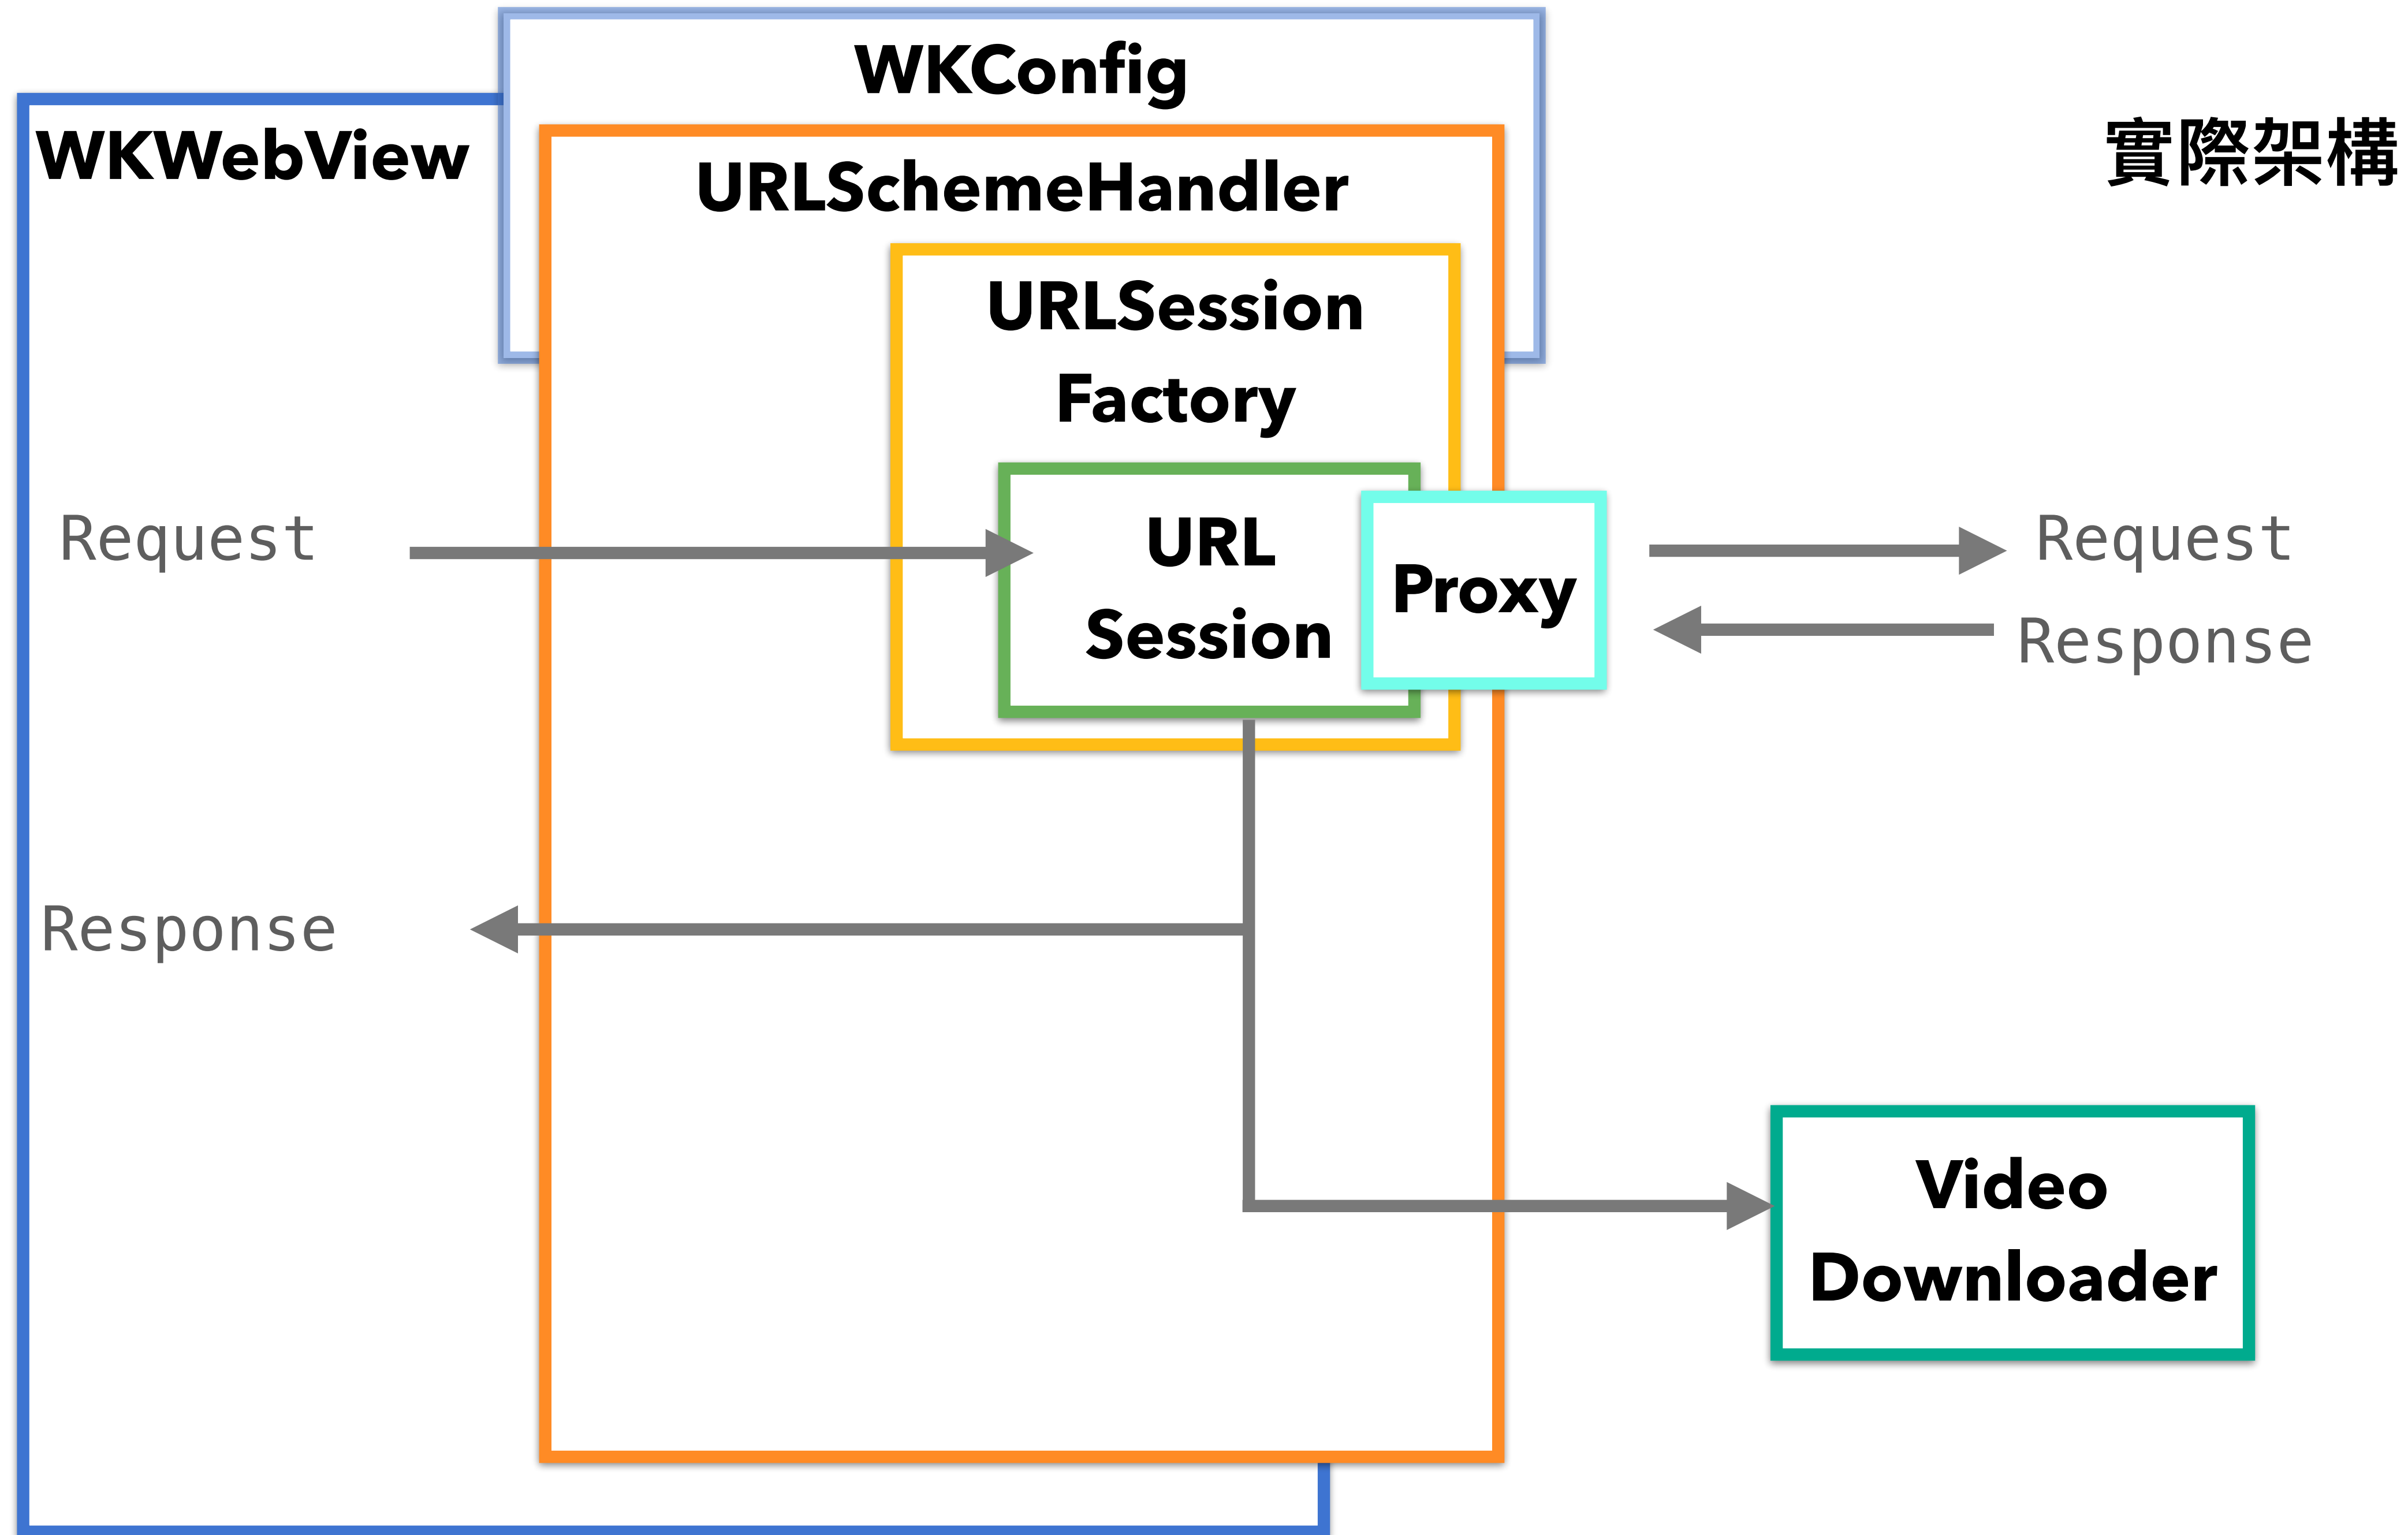 WKConfig
WKWebView
實際架構
URLSchemeHandler
URLSession
Factory
URL
Session
Proxy
Request
Request
Response
Response
Video
Downloader